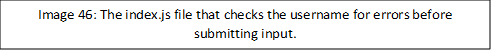 Image 46: The index.js file that checks the username for errors before
submitting input.